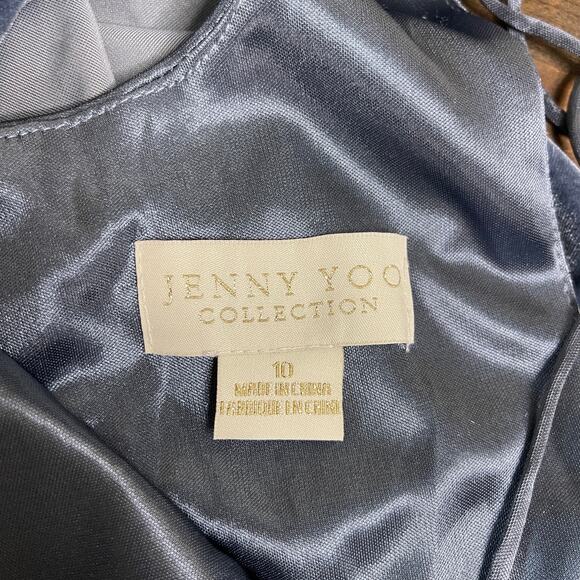 JENNY YOO
COLLECTION
10
MADE IN CHINA
FABRIQUE EN CHINE